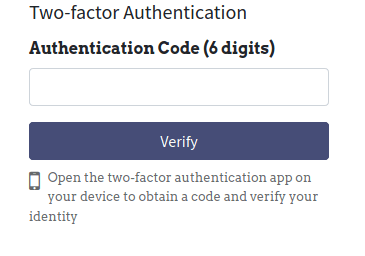 Two-factor Authentication
Authentication Code (6 digits)
Verify
Open the two-factor authentication app on
your device to obtain a code and verify your
identity